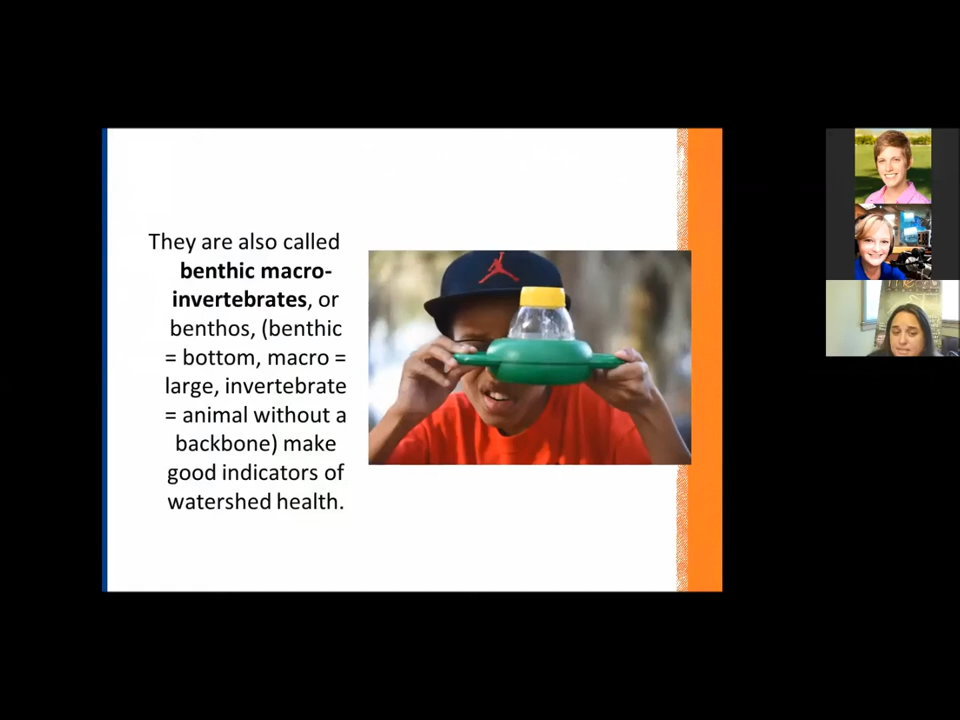 They are also called
benthic macro-
invertebrates, or
benthos, (benthic
= bottom, macro =
large, invertebrate
= animal without a
backbone) make
good indicators of
watershed health.